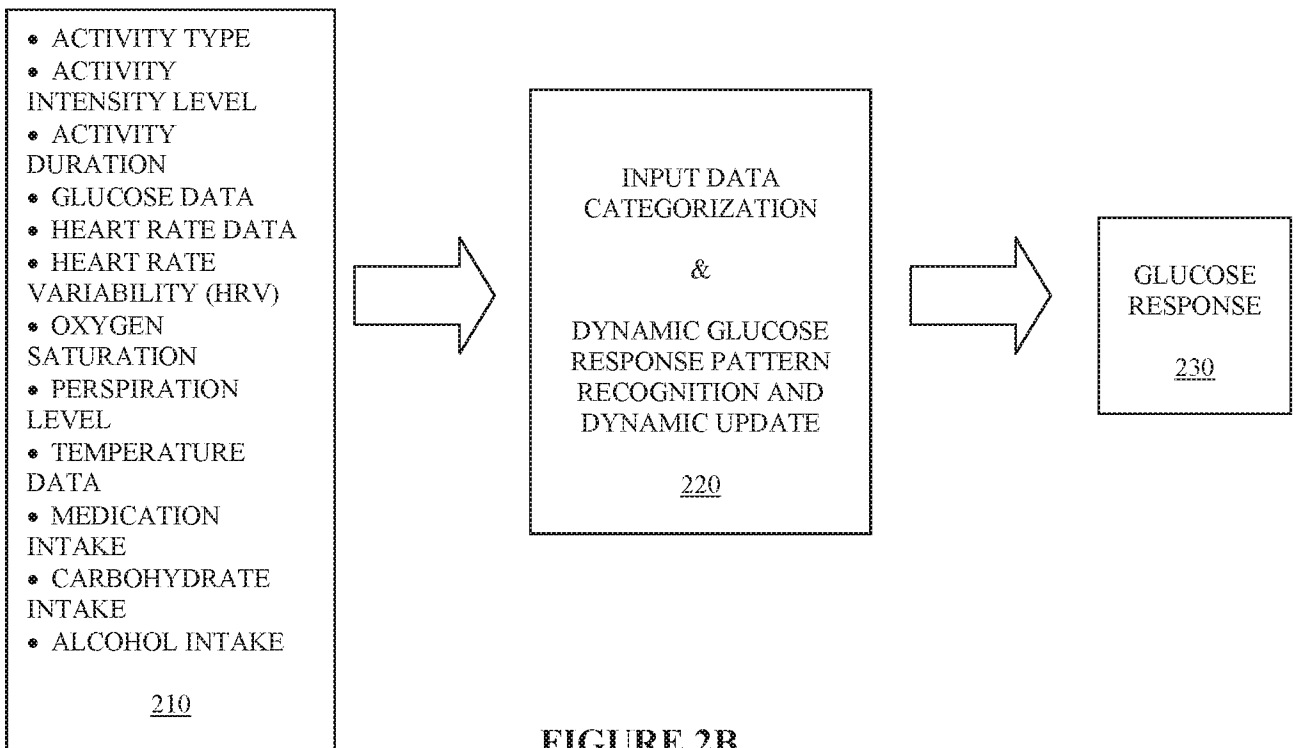 • ACTIVITY TYPE
• ACTIVITY
INTENSITY LEVEL
• ACTIVITY
DURATION
• GLUCOSE DATA
• HEART RATE DATA
• HEART RATE
VARIABILITY (HRV)
• OXYGEN
SATURATION
• PERSPIRATION
LEVEL
• TEMPERATURE
DATA
• MEDICATION
INTAKE
• CARBOHYDRATE
INTAKE
• ALCOHOL INTAKE
210
INPUT DATA
CATEGORIZATION
&
DYNAMIC GLUCOSE
RESPONSE PATTERN
RECOGNITION AND
DYNAMIC UPDATE
220
GLUCOSE
RESPONSE
230
FIGURE 2B